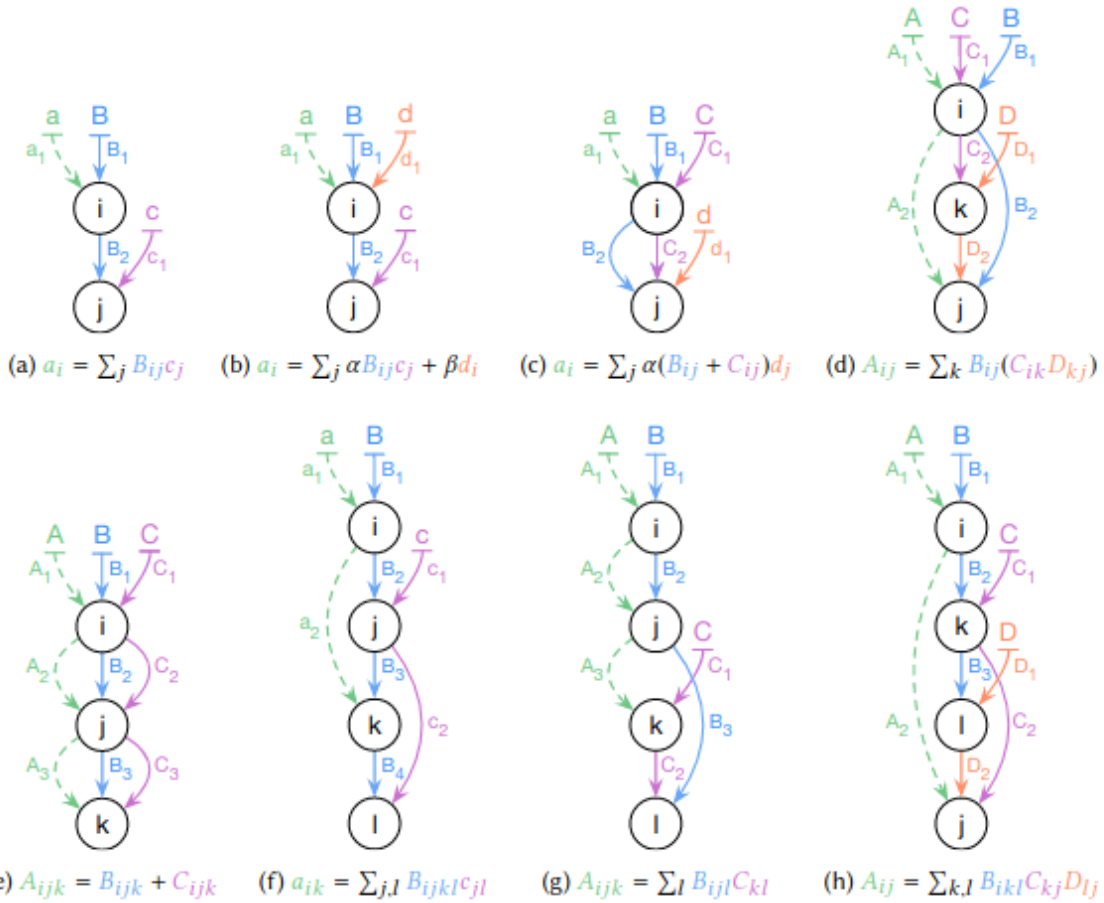 A C B
A₁ C₁ B₁
i
a B
a₁ B₁
i
c
B₂ c₁
j
a B d
a₁ B₁ d₁
i
c
B₂ c₁
j
a B C
a₁ B₁ C₁
i
d
B₂ C₂ d₁
j
D
C₂ D₁
A₂ k B₂
D₂
j
(a) aᵢ = ∑ⱼ Bᵢⱼcⱼ
(b) aᵢ = ∑ⱼ αBᵢⱼcⱼ + βdᵢ
(c) aᵢ = ∑ⱼ α(Bᵢⱼ + Cᵢⱼ)dⱼ
(d) Aᵢⱼ = ∑ₖ Bᵢⱼ(CᵢₖDₖⱼ)
A B C
A₁ B₁ C₁
i
A₂ B₂ C₂
j
A₃ B₃ C₃
k
a B
a₁ B₁
i
c
B₂ c₁
a₂ j
B₃
k c₂
B₄
l
A B
A₁ B₁
i
A₂ B₂
j C
A₃ C₁
k B₃
C₂
l
A B
A₁ B₁
i
C
B₂ C₁
k D
B₃ D₁
A₂ l C₂
D₂
j
e) Aᵢⱼₖ = Bᵢⱼₖ + Cᵢⱼₖ
(f) aᵢₖ = ∑ⱼ,ₗ Bᵢⱼₖₗcⱼₗ
(g) Aᵢⱼₖ = ∑ₗ BᵢⱼₗCₖₗ
(h) Aᵢⱼ = ∑ₖ,ₗ BᵢₖₗCₖⱼDₗⱼ